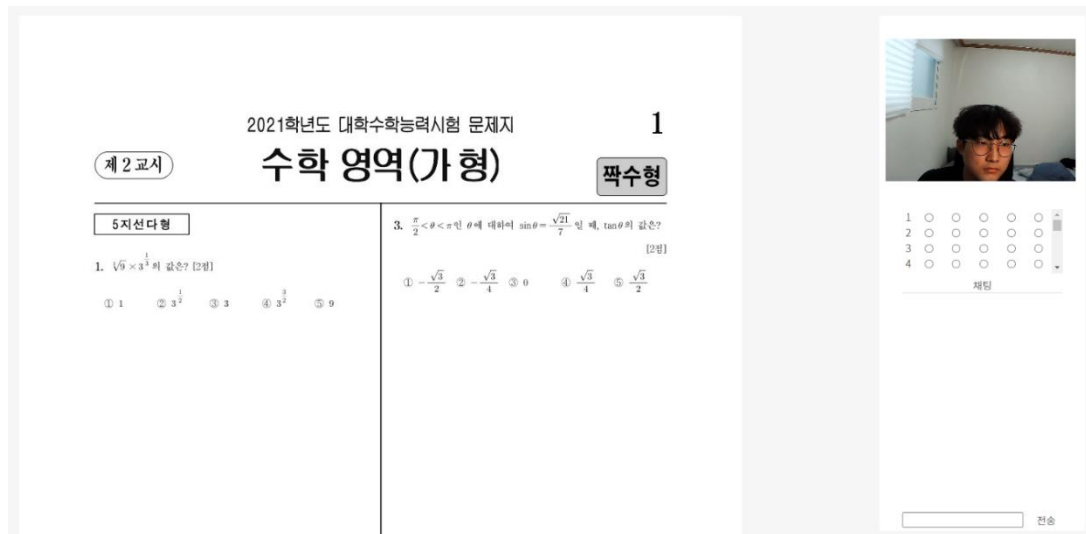 2021학년도 대학수학능력시험 문제지
1
제 2 교시
수학 영역(가 형)
짝수형
5지선다형
1. ∛9 × 3^(1/3) 의 값은? [2점]
① 1 ② 3^(1/2) ③ 3 ④ 3^(3/2) ⑤ 9
3. π/2 < θ < π 인 θ에 대하여 sinθ = √21/7 일 때, tanθ의 값은?
[2점]
① -√3/2 ② -√3/4 ③ 0 ④ √3/4 ⑤ √3/2
1
2
3
4
채팅
전송